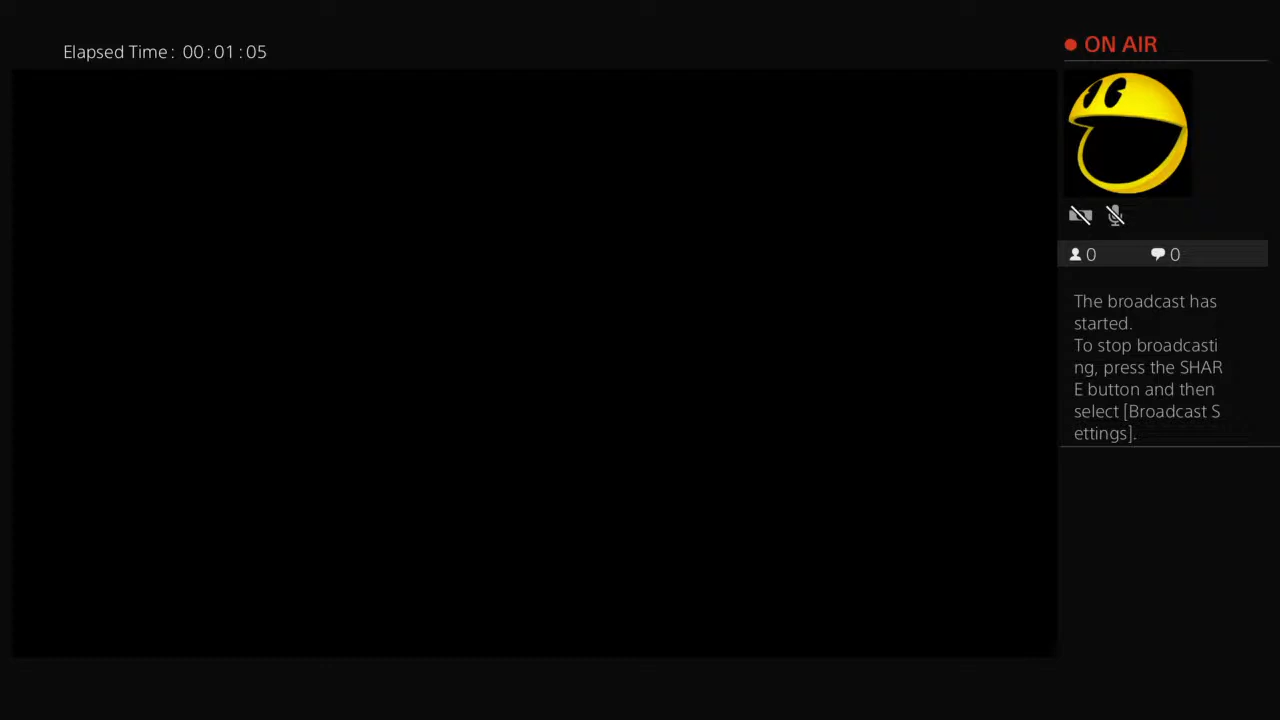 Elapsed Time: 00:01:05
ON AIR
0 0
The broadcast has
started.
To stop broadcasti
ng, press the SHAR
E button and then
select [Broadcast S
ettings].